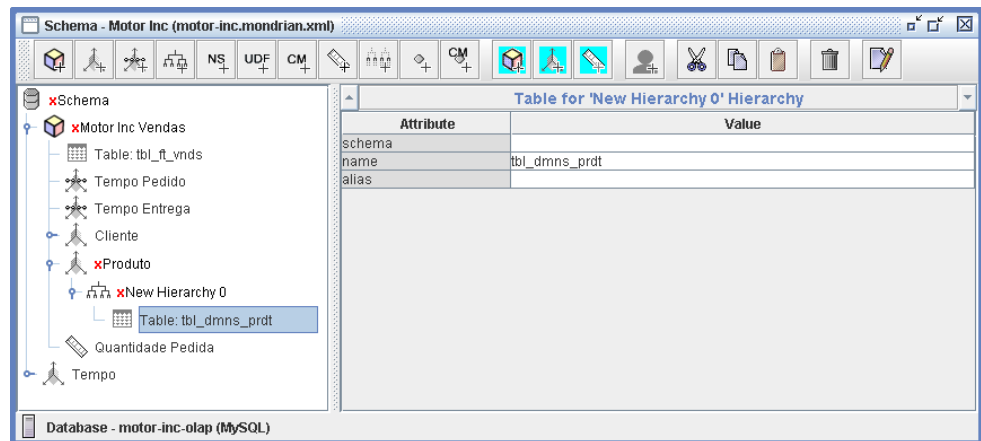 Schema - Motor Inc (motor-inc.mondrian.xml)
NS UDF CM CM
xSchema
xMotor Inc Vendas
Table: tbl_ft_vnds
Tempo Pedido
Tempo Entrega
Cliente
xProduto
xNew Hierarchy 0
Table: tbl_dmns_prdt
Quantidade Pedida
Tempo
Table for 'New Hierarchy 0' Hierarchy
Attribute Value
schema
name tbl_dmns_prdt
alias
Database - motor-inc-olap (MySQL)